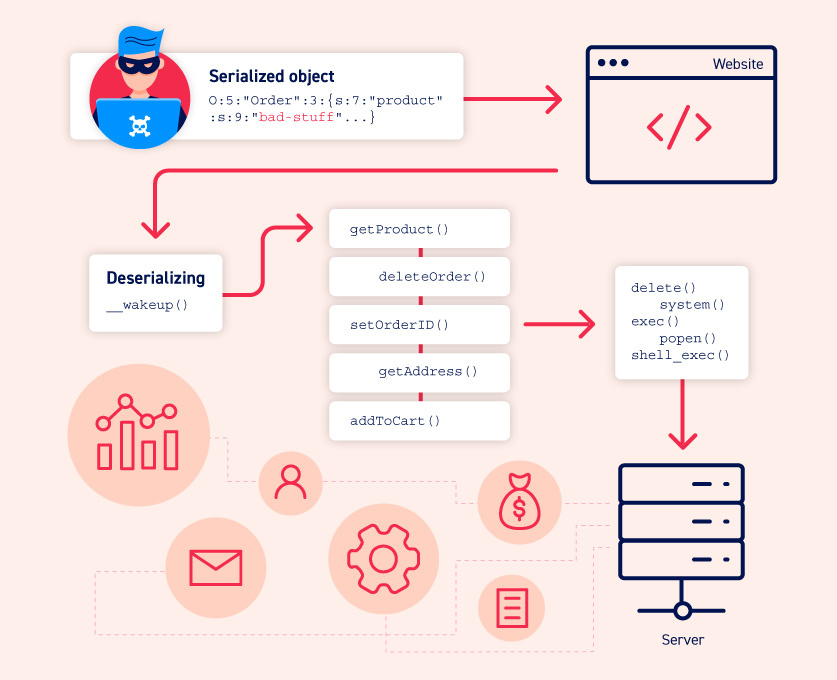 Serialized object
O:5:"Order":3:{s:7:"product"
:s:9:"bad-stuff"...}
Website
</>
Deserializing
__wakeup()
getProduct()
deleteOrder()
setOrderID()
getAddress()
addToCart()
delete()
system()
exec()
popen()
shell_exec()
$
Server